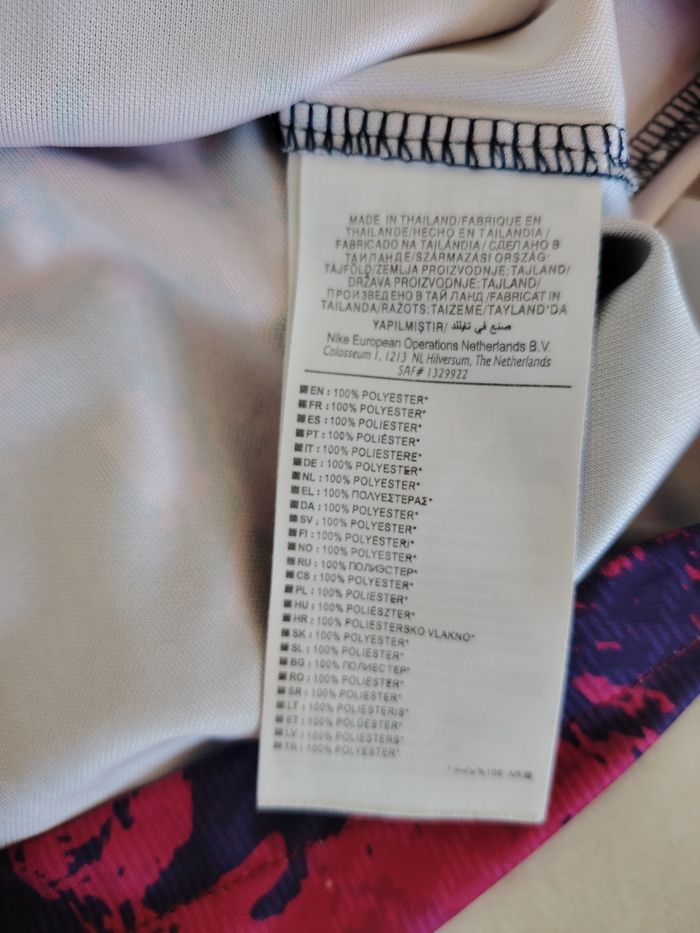 MADE IN THAILAND/FABRIQUE EN
THAILANDE/HECHO EN TAILANDIA/
FABRICADO NA TAILÂNDIA/СДЕЛАНО В
ТАИЛАНДЕ/SZÁRMAZÁSI ORSZÁG:
TAJFÖLD/ZEMLJA PROIZVODNJE: TAJLAND/
DRŽAVA PROIZVODNJE: TAJLAND/
ПРОИЗВЕДЕНО В ТАЙЛАНД/FABRICAT IN
TAILANDA/RAŽOTS: TAIZEME/TAYLAND'DA
YAPILMIŞTIR/ صنع في تايلند
Nike European Operations Netherlands B.V.
Colosseum 1, 1213 NL Hilversum, The Netherlands
SAF# 1329922
EN : 100% POLYESTER*
FR : 100% POLYESTER*
ES : 100% POLIÉSTER*
PT : 100% POLIÉSTER*
IT : 100% POLIESTERE*
DE : 100% POLYESTER*
NL : 100% POLYESTER*
EL : 100% ΠΟΛΥΕΣΤΕΡΑΣ*
DA : 100% POLYESTER*
SV : 100% POLYESTER*
FI : 100% POLYESTERI*
NO : 100% POLYESTER*
RU : 100% ПОЛИЭСТЕР*
CS : 100% POLYESTER*
PL : 100% POLIESTER*
HU : 100% POLIESZTER*
HR : 100% POLIESTERSKO VLAKNO*
SK : 100% POLYESTER*
SL : 100% POLIESTER*
BG : 100% ПОЛИЕСТЕР*
RO : 100% POLIESTER*
SR : 100% POLIESTER*
LT : 100% POLIESTERIS*
ET : 100% POLÜESTER*
LV : 100% POLIESTERS*
TR : 100% POLYESTER*